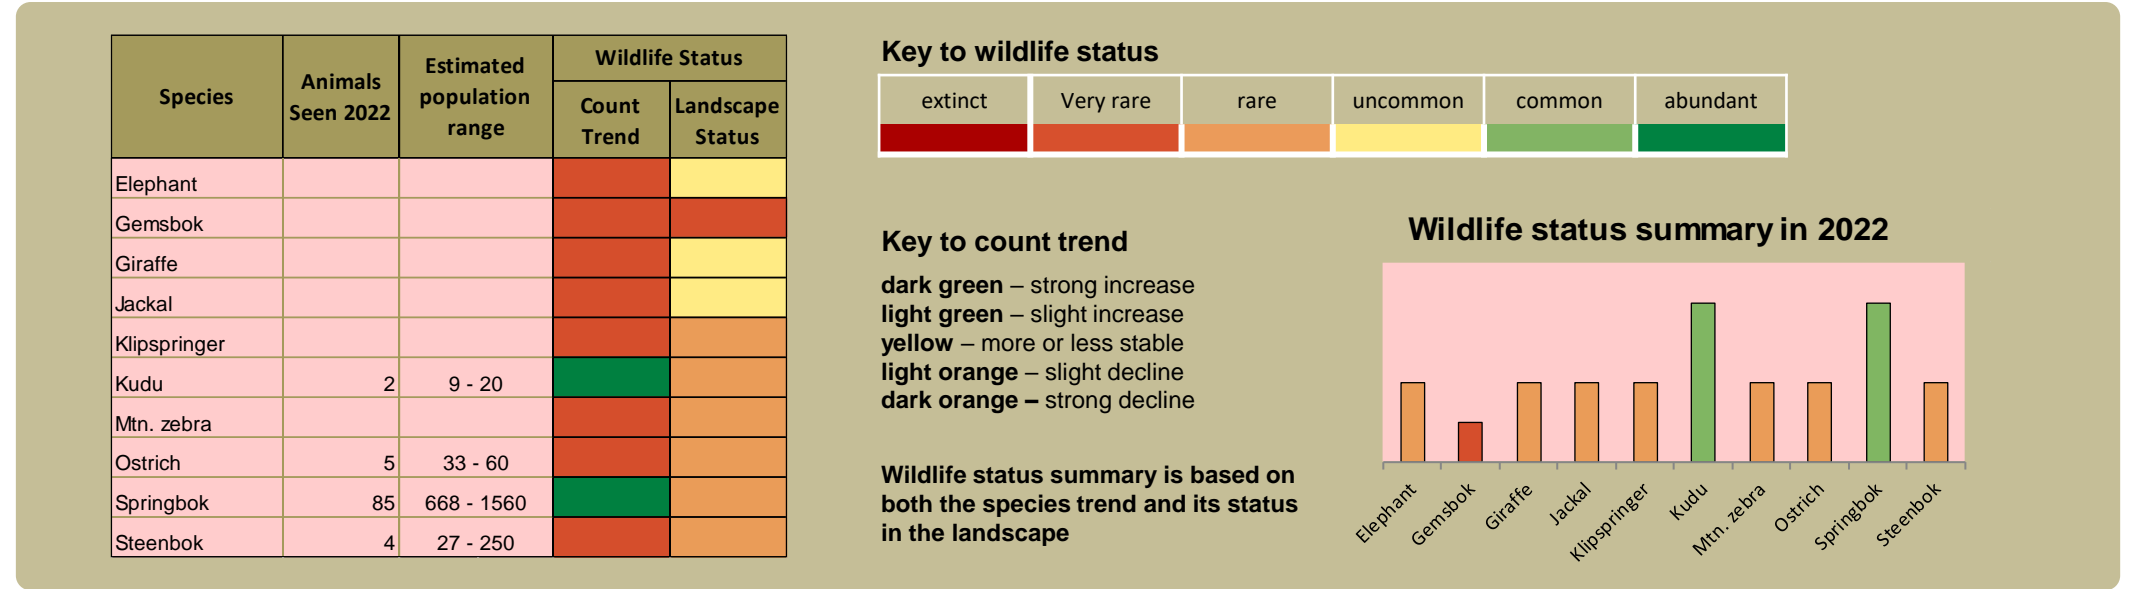 Species
Animals
Seen 2022
Estimated
population
range
Wildlife Status
Count
Trend
Landscape
Status
Elephant
Gemsbok
Giraffe
Jackal
Klipspringer
Kudu 2 9 - 20
Mtn. zebra
Ostrich 5 33 - 60
Springbok 85 668 - 1560
Steenbok 4 27 - 250
Key to wildlife status
extinct Very rare rare uncommon common abundant
Key to count trend
dark green – strong increase
light green – slight increase
yellow – more or less stable
light orange – slight decline
dark orange – strong decline
Wildlife status summary is based on
both the species trend and its status
in the landscape
Wildlife status summary in 2022
Elephant
Gemsbok
Giraffe
Jackal
Klipspringer
Kudu
Mtn. zebra
Ostrich
Springbok
Steenbok